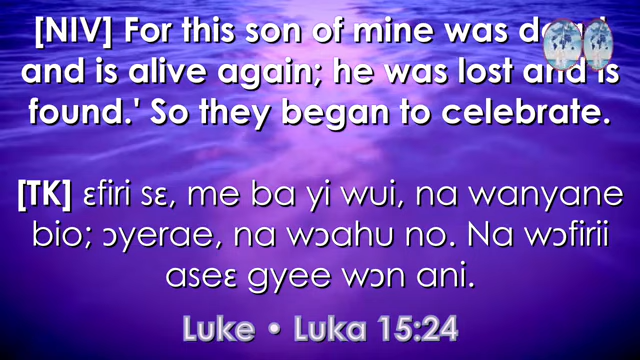 [NIV] For this son of mine was dead
and is alive again; he was lost and is
found.' So they began to celebrate.
[TK] ɛfiri sɛ, me ba yi wui, na wanyane
bio; ɔyerae, na wɔahu no. Na wɔfirii
aseɛ gyee wɔn ani.
Luke • Luka 15:24